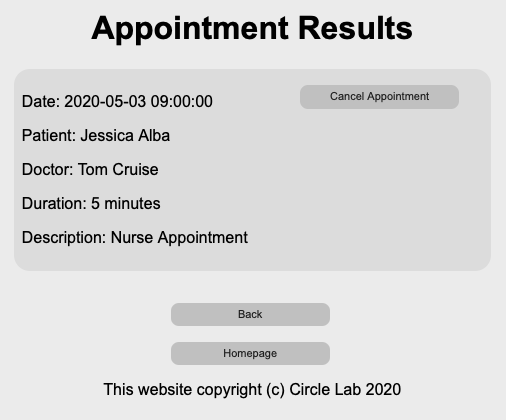 Appointment Results
Date: 2020-05-03 09:00:00
Cancel Appointment
Patient: Jessica Alba
Doctor: Tom Cruise
Duration: 5 minutes
Description: Nurse Appointment
Back
Homepage
This website copyright (c) Circle Lab 2020